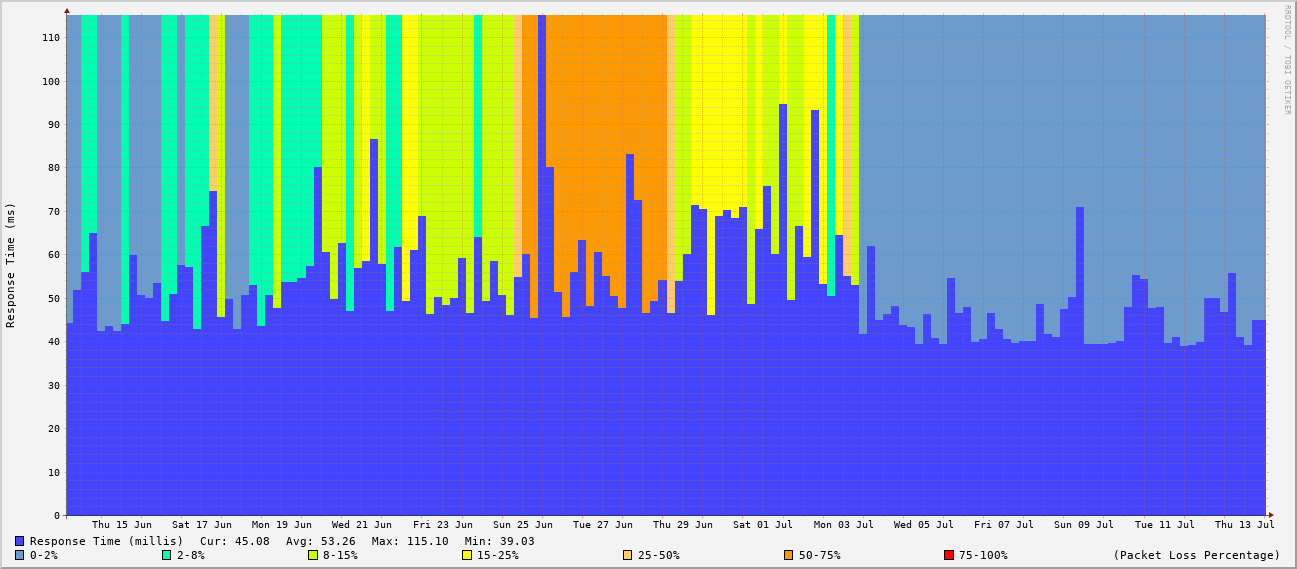 RRDTOOL / TOBI OETIKER
Response Time (ms)
110
100
90
80
70
60
50
40
30
20
10
0
Thu 15 Jun Sat 17 Jun Mon 19 Jun Wed 21 Jun Fri 23 Jun Sun 25 Jun Tue 27 Jun Thu 29 Jun Sat 01 Jul Mon 03 Jul Wed 05 Jul Fri 07 Jul Sun 09 Jul Tue 11 Jul Thu 13 Jul
Response Time (millis) Cur: 45.08 Avg: 53.26 Max: 115.10 Min: 39.03
0-2% 2-8% 8-15% 15-25% 25-50% 50-75% 75-100% (Packet Loss Percentage)